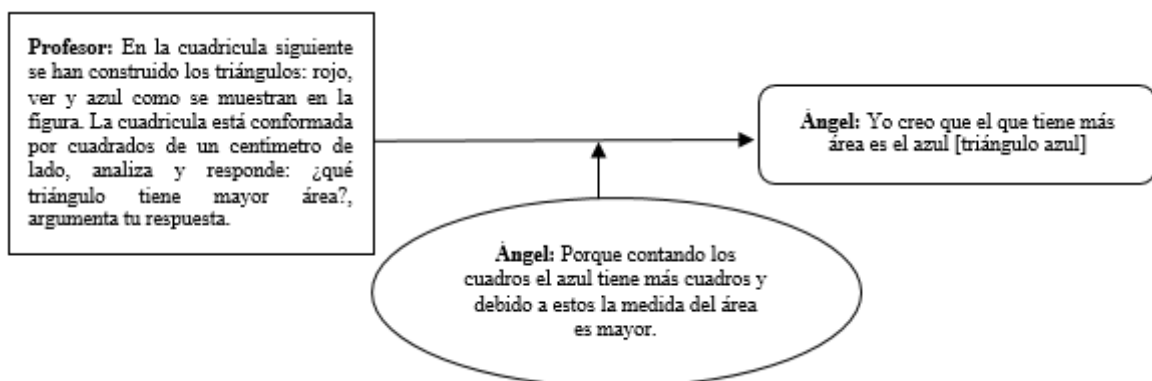 Profesor: En la cuadricula siguiente
se han construido los triángulos: rojo,
ver y azul como se muestran en la
figura. La cuadricula está conformada
por cuadrados de un centímetro de
lado, analiza y responde: ¿qué
triángulo tiene mayor área?,
argumenta tu respuesta.
Ángel: Yo creo que el que tiene más
área es el azul [triángulo azul]
Ángel: Porque contando los
cuadros el azul tiene más cuadros y
debido a estos la medida del área
es mayor.